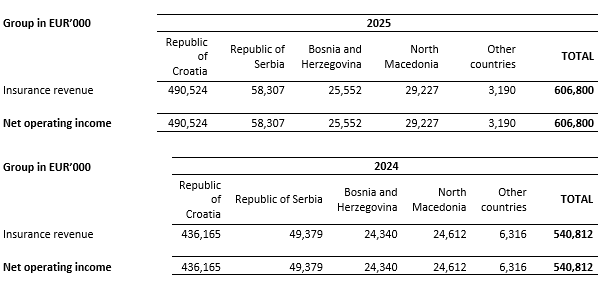 Group in EUR’000 2025
Republic of Croatia Republic of Serbia Bosnia and Herzegovina North Macedonia Other countries TOTAL
Insurance revenue 490,524 58,307 25,552 29,227 3,190 606,800
Net operating income 490,524 58,307 25,552 29,227 3,190 606,800
Group in EUR’000 2024
Republic of Croatia Republic of Serbia Bosnia and Herzegovina North Macedonia Other countries TOTAL
Insurance revenue 436,165 49,379 24,340 24,612 6,316 540,812
Net operating income 436,165 49,379 24,340 24,612 6,316 540,812